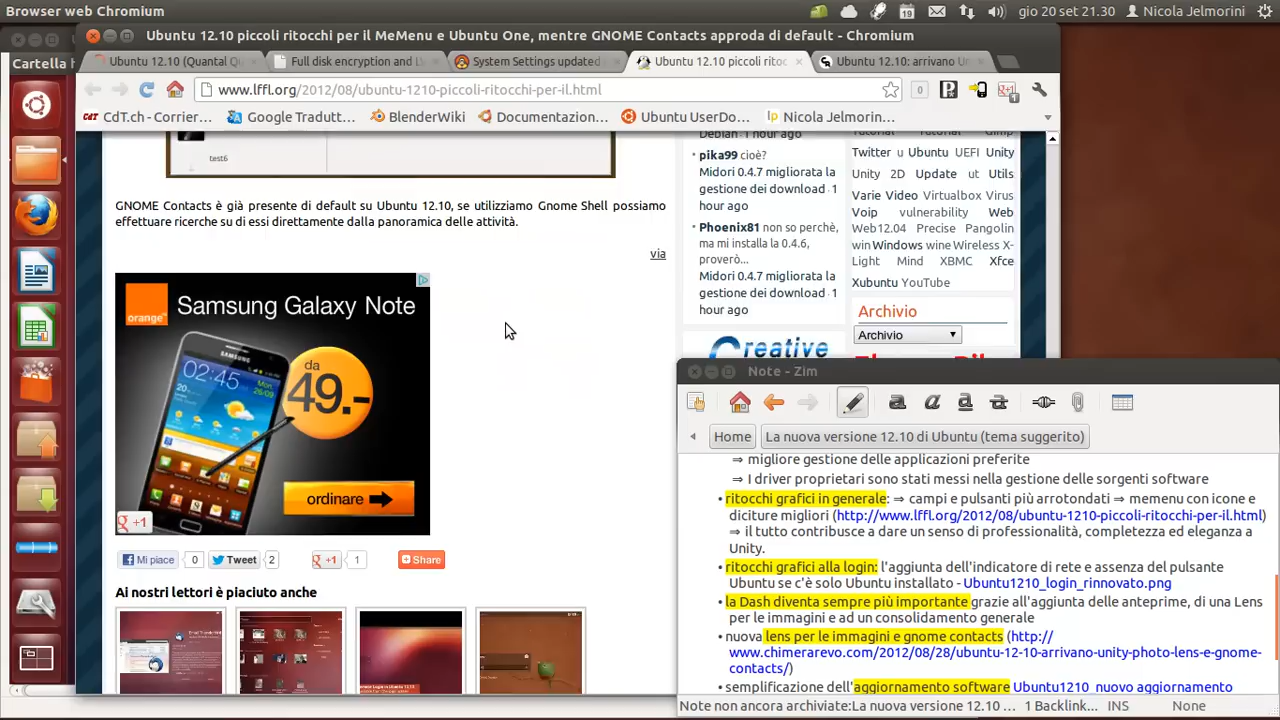 Browser web Chromium
19
gio 20 set 21.30
Nicola Jelmorini
Ubuntu 12.10 piccoli ritocchi per il MeMenu e Ubuntu One, mentre GNOME Contacts approda di default - Chromium
Cartella
Ubuntu 12.10 (Quantal Q
Full disk encryption and L
System Settings updated
Ubuntu 12.10 piccoli ritoc
Ubuntu 12.10: arrivano U
www.lffl.org/2012/08/ubuntu-1210-piccoli-ritocchi-per-il.html
CdT.ch - Corrier...
Google Tradutt...
BlenderWiki
Documentazion...
Ubuntu UserDo...
Nicola Jelmorin...
test6
GNOME Contacts è già presente di default su Ubuntu 12.10, se utilizziamo Gnome Shell possiamo
effettuare ricerche su di essi direttamente dalla panoramica delle attività.
via
orange
Samsung Galaxy Note
SAMSUNG
02:45
da
49.-
ordinare
+1
Mi piace
0
Tweet
2
+1
1
Share
Ai nostri lettori è piaciuto anche
Debian · 1 hour ago
pika99 cioè?
Midori 0.4.7 migliorata la
gestione dei download · 1
hour ago
Phoenix81 non so perchè,
ma mi installa la 0.4.6,
proverò...
Midori 0.4.7 migliorata la
gestione dei download · 1
hour ago
Creative
Tutorial Tutorial Gimp
Twitter u Ubuntu UEFI Unity
Unity 2D Update ut Utils
Varie Video Virtualbox Virus
Voip vulnerability Web
Web12.04 Precise Pangolin
win Windows wine Wireless X-
Light Mind XBMC Xfce
Xubuntu YouTube
Archivio
Archivio
Note - Zim
Home
La nuova versione 12.10 di Ubuntu (tema suggerito)
⇒ migliore gestione delle applicazioni preferite
⇒ I driver proprietari sono stati messi nella gestione delle sorgenti software
• ritocchi grafici in generale: ⇒ campi e pulsanti più arrotondati ⇒ memenu con icone e
diciture migliori (http://www.lffl.org/2012/08/ubuntu-1210-piccoli-ritocchi-per-il.html)
⇒ il tutto contribuisce a dare un senso di professionalità, completezza ed eleganza a
Unity.
• ritocchi grafici alla login: l'aggiunta dell'indicatore di rete e assenza del pulsante
Ubuntu se c'è solo Ubuntu installato - Ubuntu1210_login_rinnovato.png
• la Dash diventa sempre più importante grazie all'aggiunta delle anteprime, di una Lens
per le immagini e ad un consolidamento generale
• nuova lens per le immagini e gnome contacts (http://
www.chimerarevo.com/2012/08/28/ubuntu-12-10-arrivano-unity-photo-lens-e-gnome-
contacts/)
• semplificazione dell'aggiornamento software Ubuntu1210_nuovo aggiornamento
Note non ancora archiviate:La nuova versione 12.10 ...
1 Backlink...
INS
None